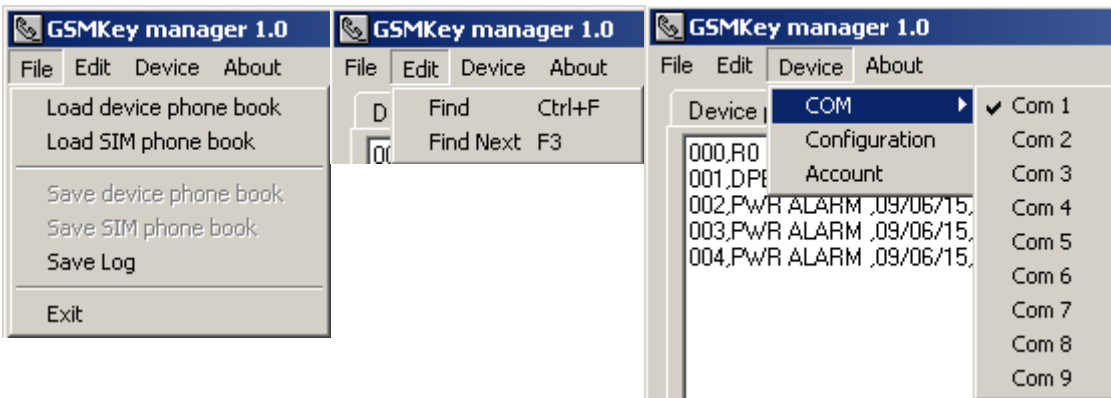 GSMKey manager 1.0
File Edit Device About
Load device phone book
Load SIM phone book
Save device phone book
Save SIM phone book
Save Log
Exit
GSMKey manager 1.0
File Edit Device About
D
Find Ctrl+F
Find Next F3
GSMKey manager 1.0
File Edit Device About
Device
COM
Configuration
Account
Com 1
Com 2
Com 3
Com 4
Com 5
Com 6
Com 7
Com 8
Com 9
000,R0
001,DPB
002,PWR ALARM ,09/06/15,
003,PWR ALARM ,09/06/15,
004,PWR ALARM ,09/06/15,